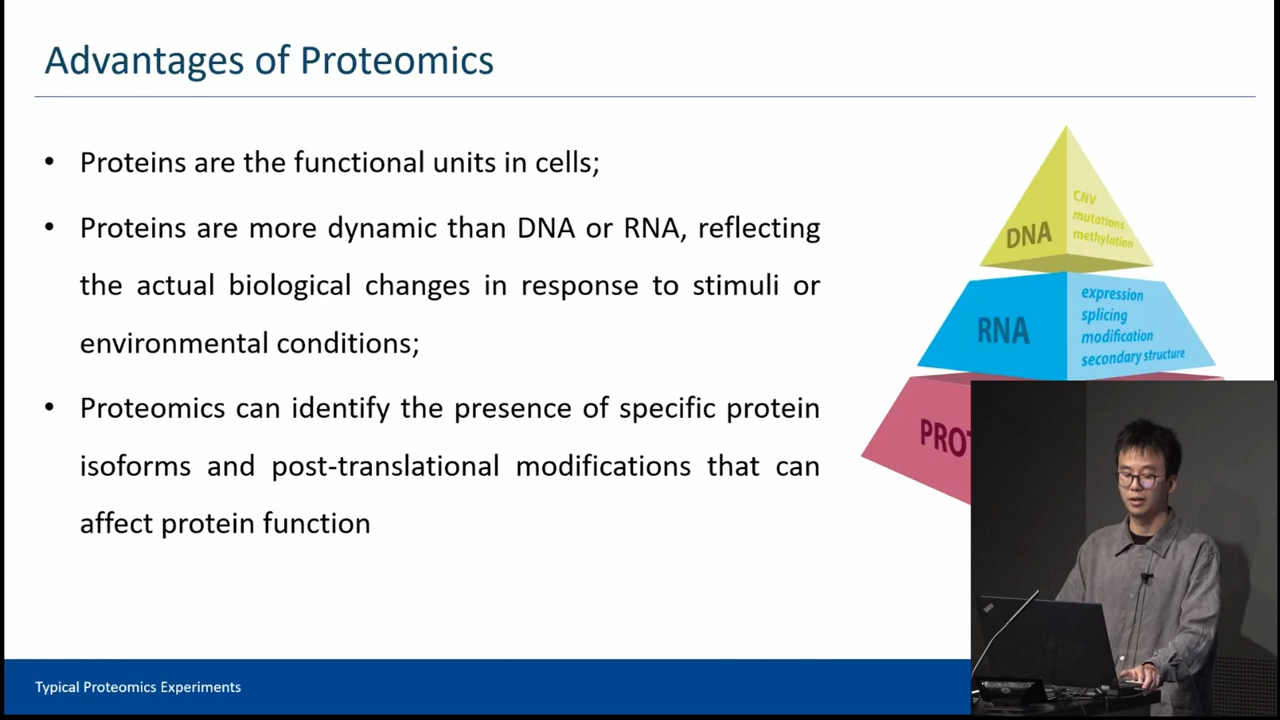 Advantages of Proteomics
• Proteins are the functional units in cells;
• Proteins are more dynamic than DNA or RNA, reflecting
the actual biological changes in response to stimuli or
environmental conditions;
• Proteomics can identify the presence of specific protein
isoforms and post-translational modifications that can
affect protein function
DNA
CNV
mutations
methylation
RNA
expression
splicing
modification
secondary structure
PROT
Typical Proteomics Experiments